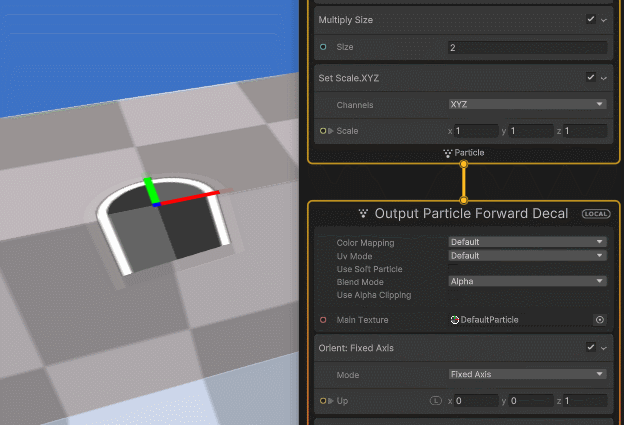 Multiply Size
Size 2
Set Scale.XYZ
Channels XYZ
Scale x 1 y 1 z 1
Particle
Output Particle Forward Decal LOCAL
Color Mapping Default
Uv Mode Default
Use Soft Particle
Blend Mode Alpha
Use Alpha Clipping
Main Texture DefaultParticle
Orient: Fixed Axis
Mode Fixed Axis
Up L x 0 y 0 z 1